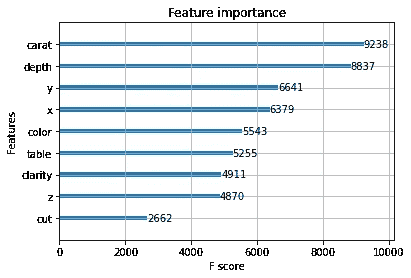 Feature importance
carat 9238
depth 8837
y 6641
x 6379
color 5543
table 5255
clarity 4911
z 4870
cut 2662
Features
0 2000 4000 6000 8000 10000
F score